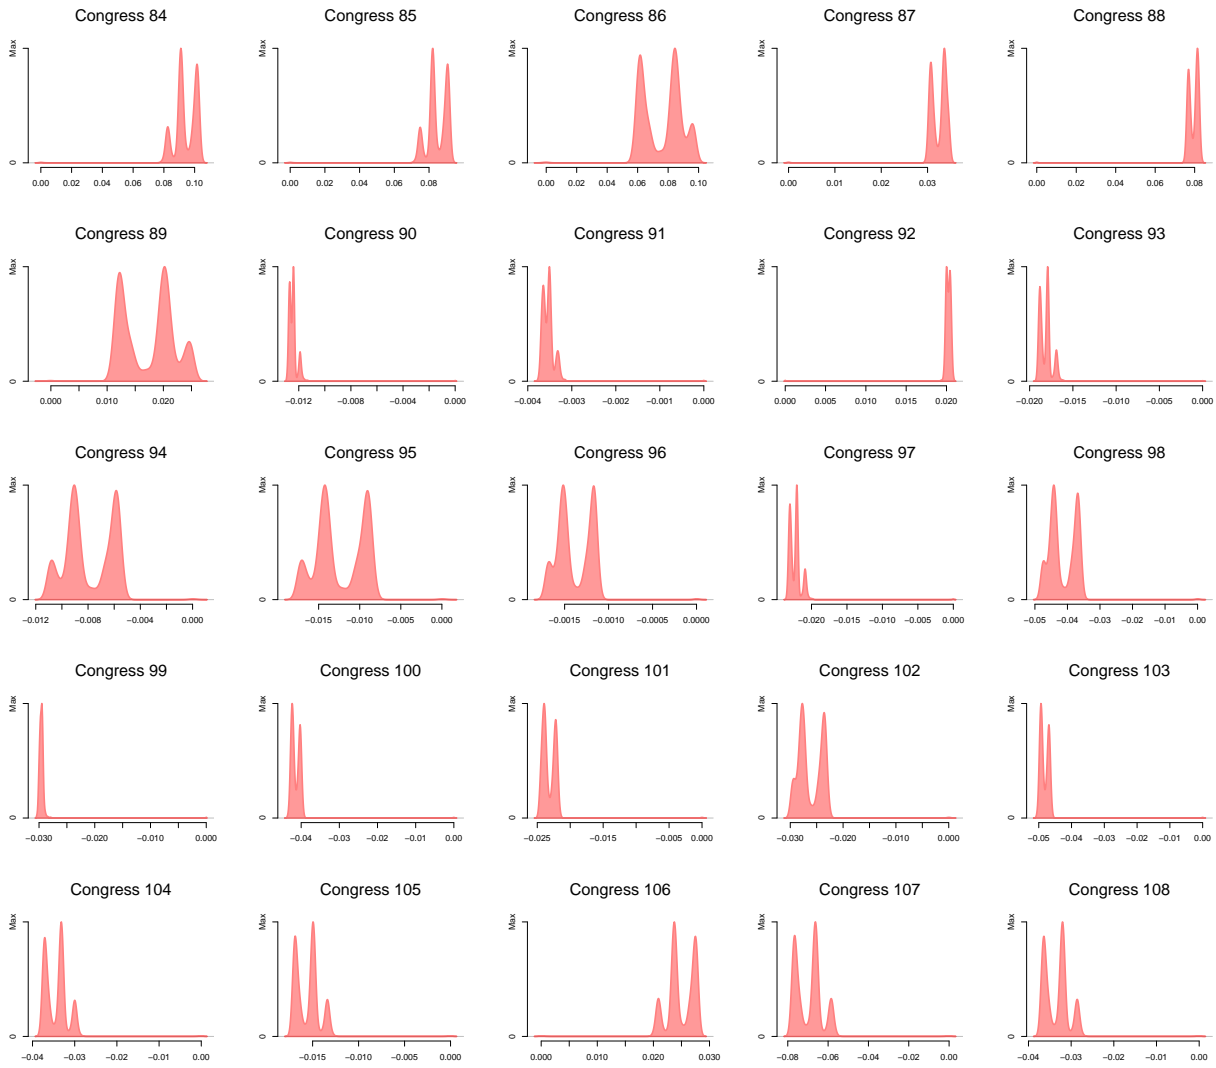 Congress 84 Congress 85 Congress 86 Congress 87 Congress 88
Max Max Max Max Max
0 0 0 0 0
0.00 0.02 0.04 0.06 0.08 0.10 0.00 0.02 0.04 0.06 0.08 0.00 0.02 0.04 0.06 0.08 0.10 0.00 0.01 0.02 0.03 0.00 0.02 0.04 0.06 0.08
Congress 89 Congress 90 Congress 91 Congress 92 Congress 93
Max Max Max Max Max
0 0 0 0 0
0.000 0.010 0.020 −0.012 −0.008 −0.004 0.000 −0.004 −0.003 −0.002 −0.001 0.000 0.000 0.005 0.010 0.015 0.020 −0.020 −0.015 −0.010 −0.005 0.000
Congress 94 Congress 95 Congress 96 Congress 97 Congress 98
Max Max Max Max Max
0 0 0 0 0
−0.012 −0.008 −0.004 0.000 −0.015 −0.010 −0.005 0.000 −0.0015 −0.0010 −0.0005 0.0000 −0.020 −0.015 −0.010 −0.005 0.000 −0.05 −0.04 −0.03 −0.02 −0.01 0.00
Congress 99 Congress 100 Congress 101 Congress 102 Congress 103
Max Max Max Max Max
0 0 0 0 0
−0.030 −0.020 −0.010 0.000 −0.04 −0.03 −0.02 −0.01 0.00 −0.025 −0.015 −0.005 0.000 −0.030 −0.020 −0.010 0.000 −0.05 −0.04 −0.03 −0.02 −0.01 0.00
Congress 104 Congress 105 Congress 106 Congress 107 Congress 108
Max Max Max Max Max
0 0 0 0 0
−0.04 −0.03 −0.02 −0.01 0.00 −0.015 −0.010 −0.005 0.000 0.000 0.010 0.020 0.030 −0.08 −0.06 −0.04 −0.02 0.00 −0.04 −0.03 −0.02 −0.01 0.00